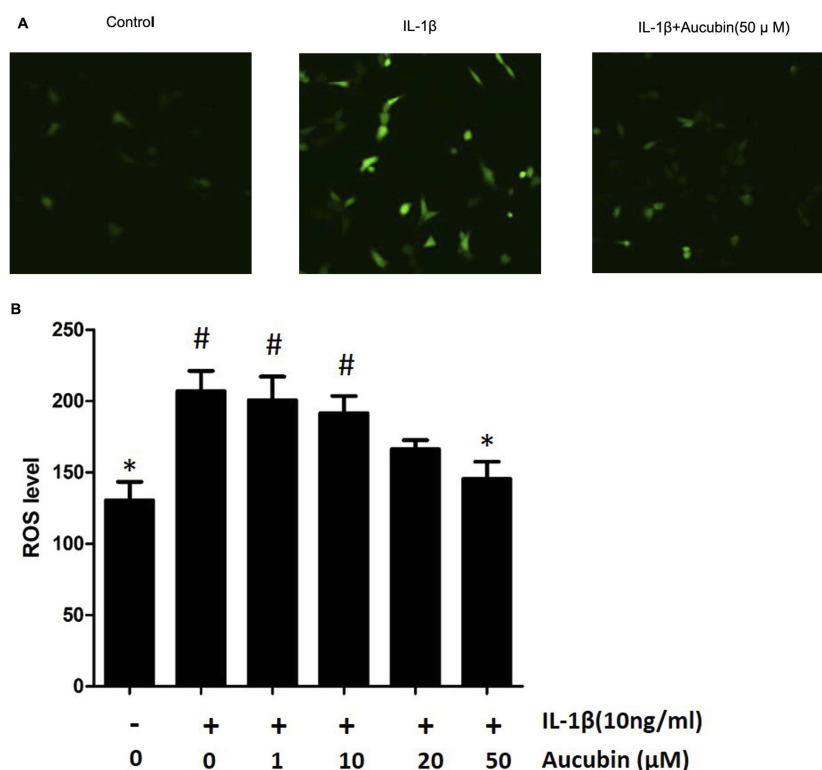 A
Control
IL-1β
IL-1β+Aucubin(50 μ M)
B
250
200
150
100
50
0
ROS level
*
#
#
#
*
- + + + + + IL-1β(10ng/ml)
0 0 1 10 20 50 Aucubin (μM)